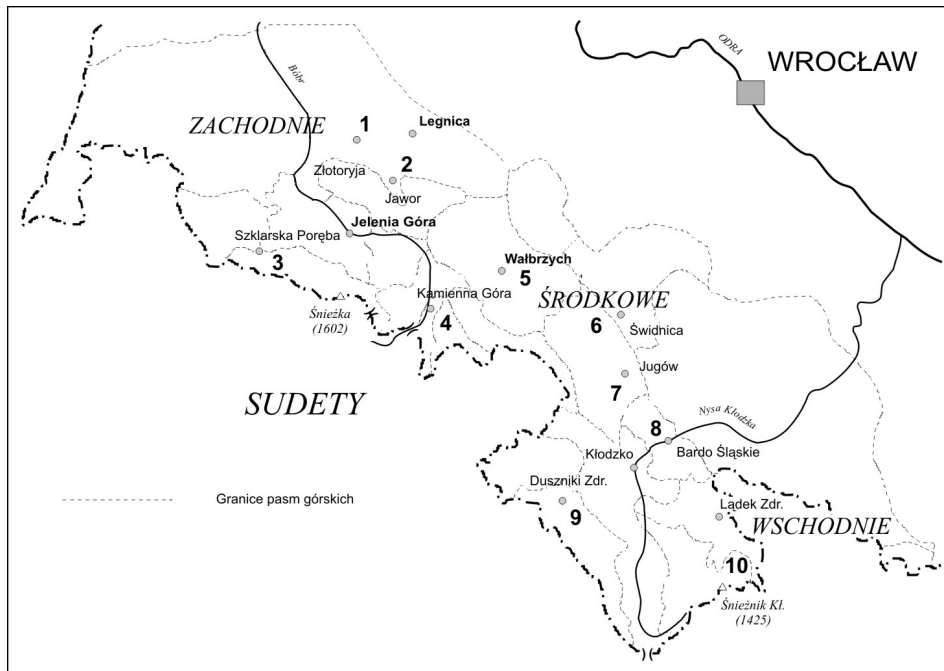 ODRA
WROCŁAW
Bóbr
ZACHODNIE
1
Legnica
2
Złotoryja
Jawor
Jelenia Góra
Szklarska Poręba
3
Wałbrzych
5
Kamienna Góra
ŚRODKOWE
Śnieżka
(1602)
4
6
Świdnica
Jugów
7
SUDETY
Nysa Kłodzka
8
Bardo Śląskie
Kłodzko
Duszniki Zdr.
Granice pasm górskich
9
Lądek Zdr.
WSCHODNIE
10
Śnieżnik Kł.
(1425)